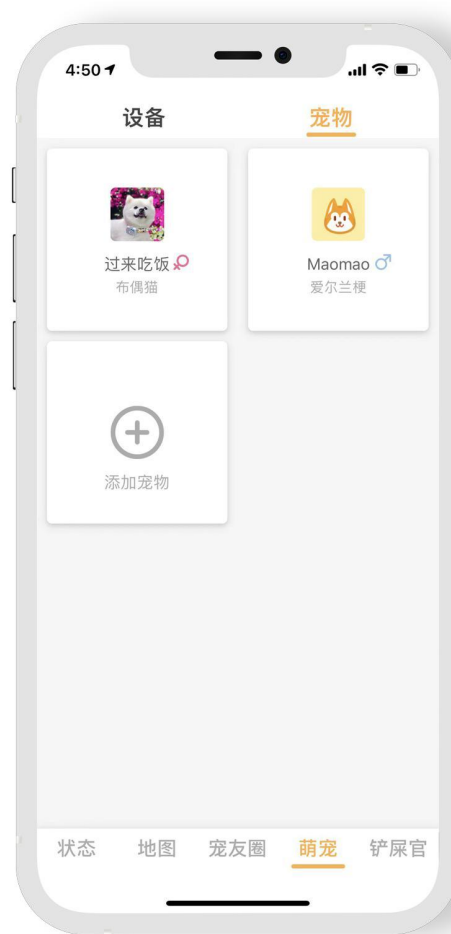 4:50
设备
宠物
过来吃饭
布偶猫
Maomao
爱尔兰梗
添加宠物
状态
地图
宠友圈
萌宠
铲屎官